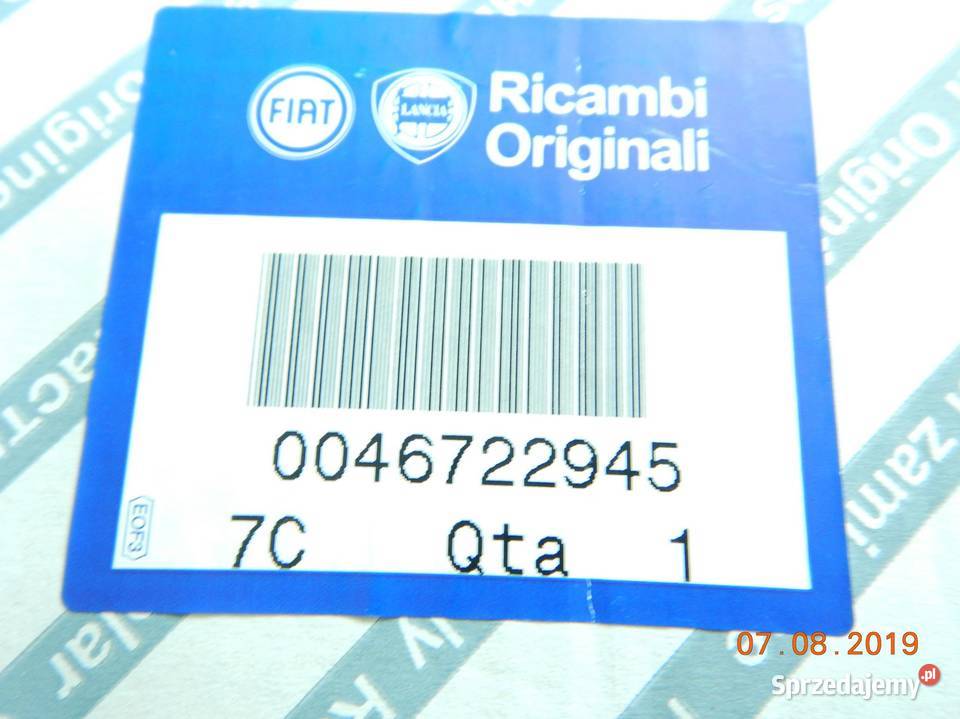 FIAT
LANCIA
Ricambi
Originali
0046722945
EOF3
7C Qta 1
07.08.2019
Sprzedajemy.pl